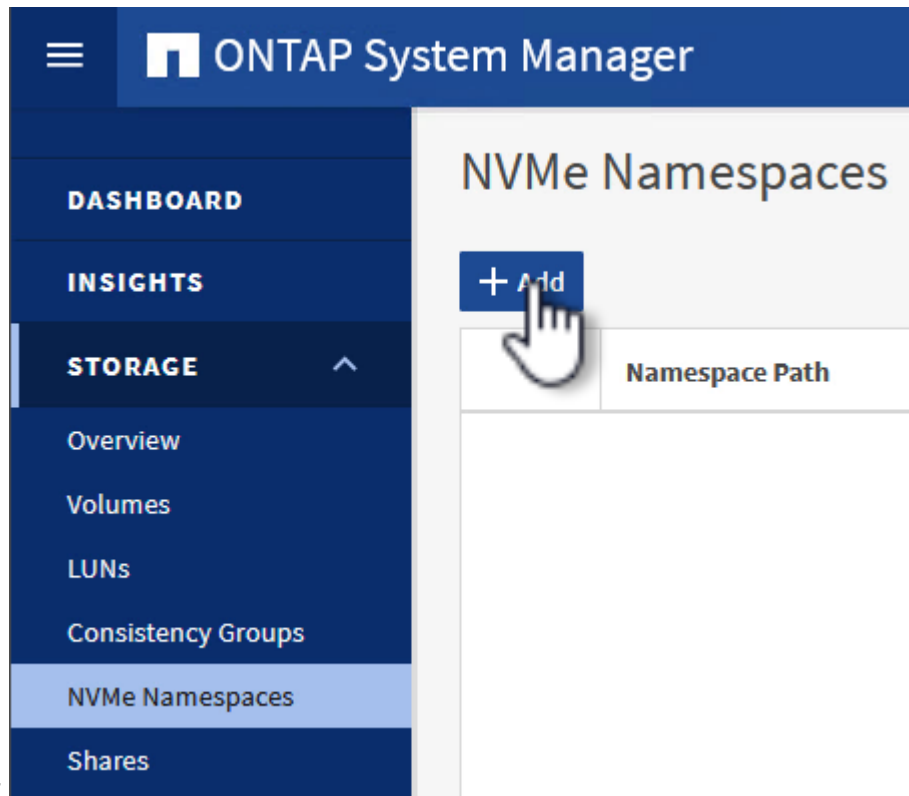 ONTAP System Manager
DASHBOARD
INSIGHTS
STORAGE
Overview
Volumes
LUNs
Consistency Groups
NVMe Namespaces
Shares
NVMe Namespaces
Add
Namespace Path